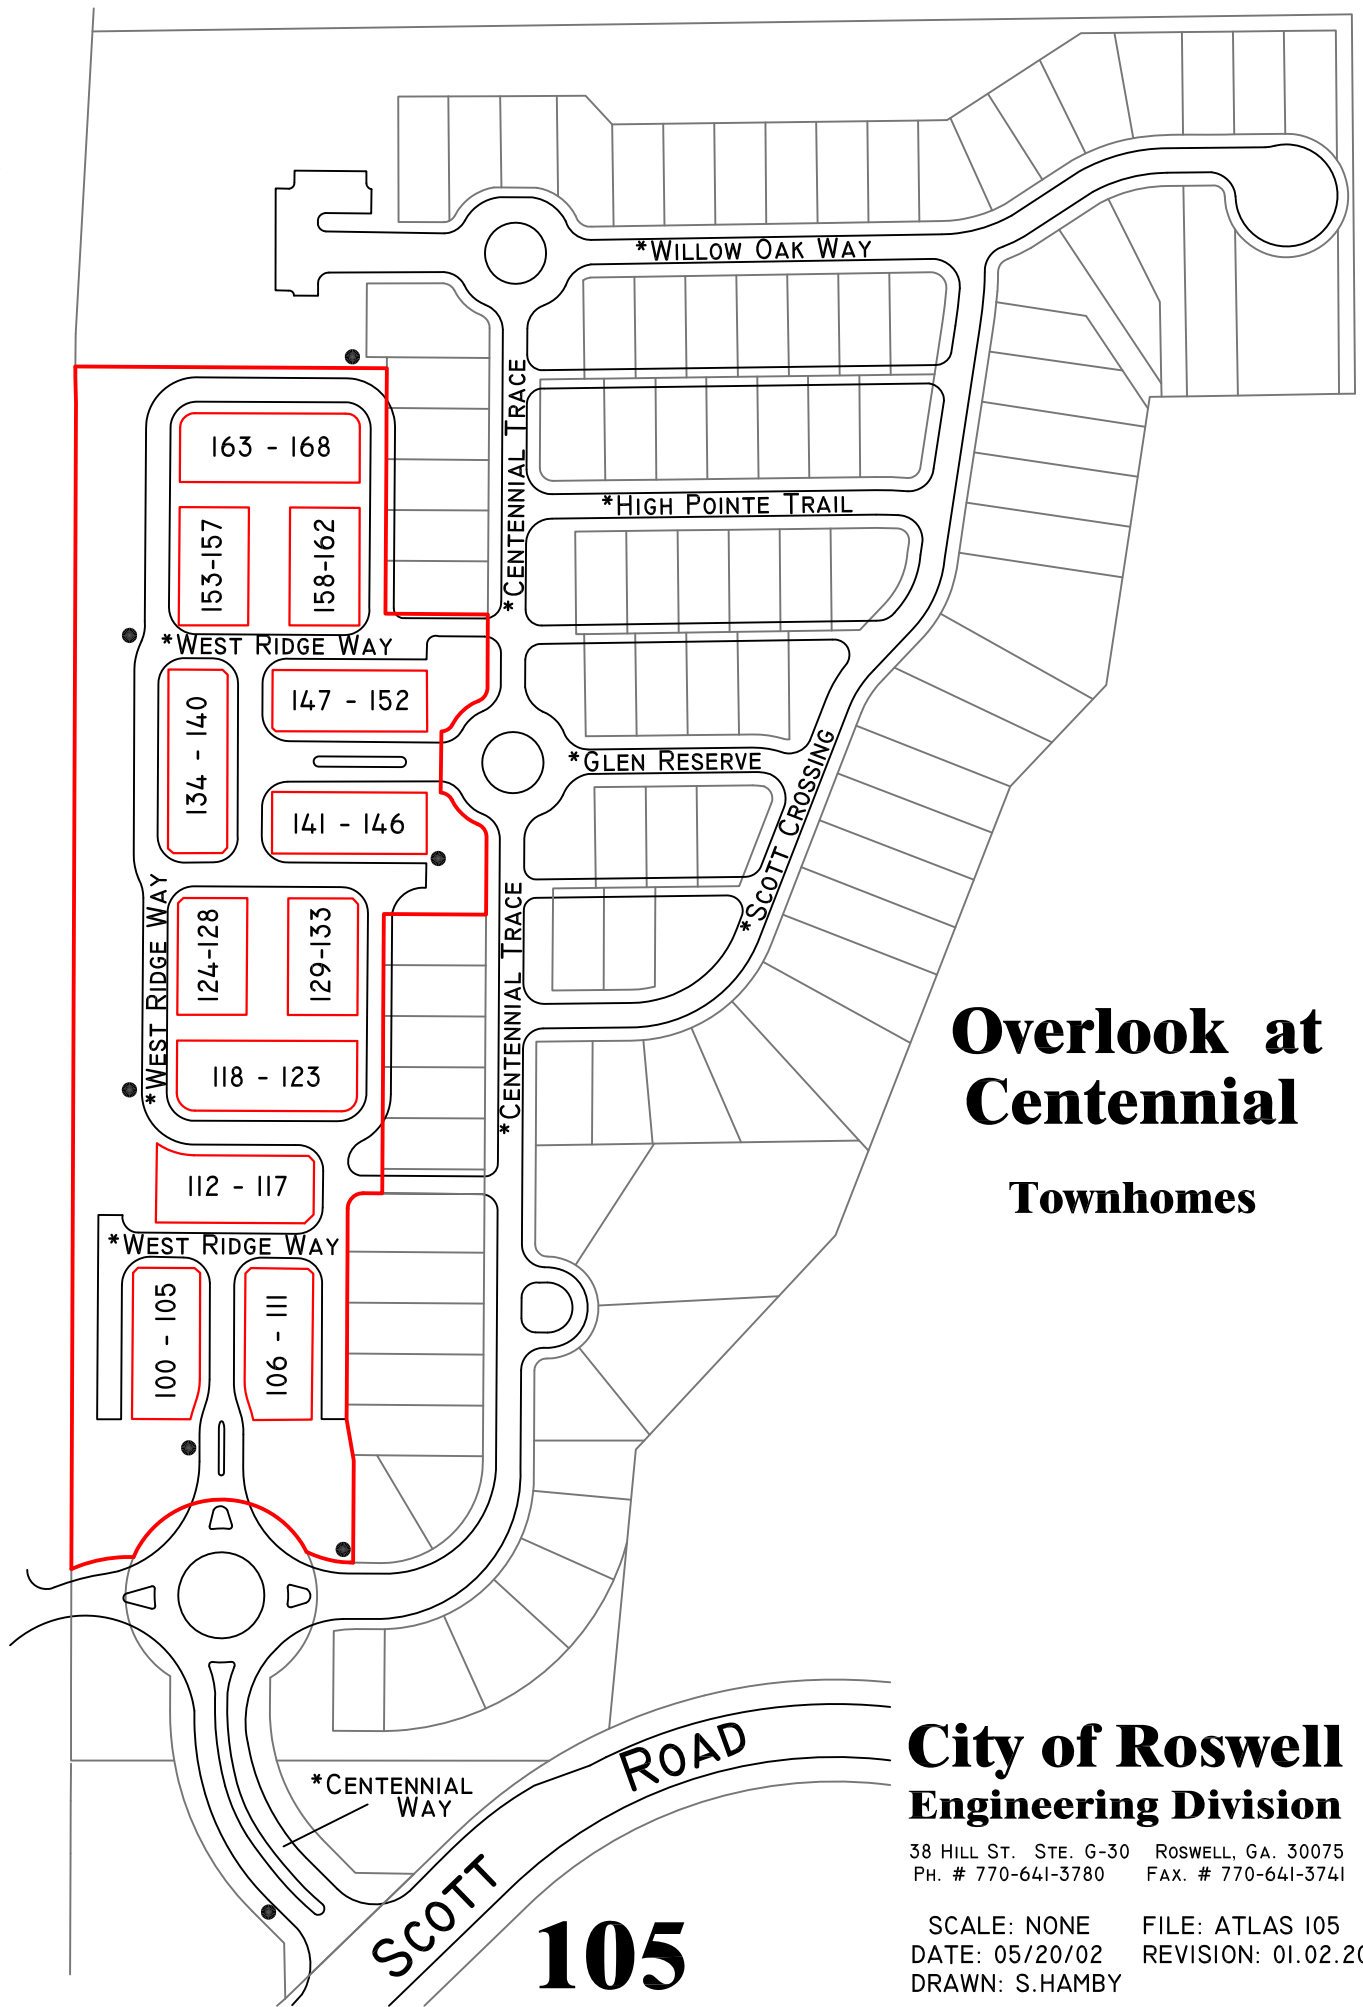 *WILLOW OAK WAY
*CENTENNIAL TRACE
163 - 168
*HIGH POINTE TRAIL
153-157
158-162
*WEST RIDGE WAY
147 - 152
134 - 140
*GLEN RESERVE
141 - 146
*SCOTT CROSSING
*WEST RIDGE WAY
*CENTENNIAL TRACE
124-128
129-133
118 - 123
Overlook at
Centennial
Townhomes
112 - 117
*WEST RIDGE WAY
100 - 105
106 - 111
*CENTENNIAL
WAY
SCOTT ROAD
105
City of Roswell
Engineering Division
38 HILL ST. STE. G-30 ROSWELL, GA. 30075
PH. # 770-641-3780 FAX. # 770-641-3741
SCALE: NONE FILE: ATLAS 105
DATE: 05/20/02 REVISION: 01.02.20
DRAWN: S.HAMBY